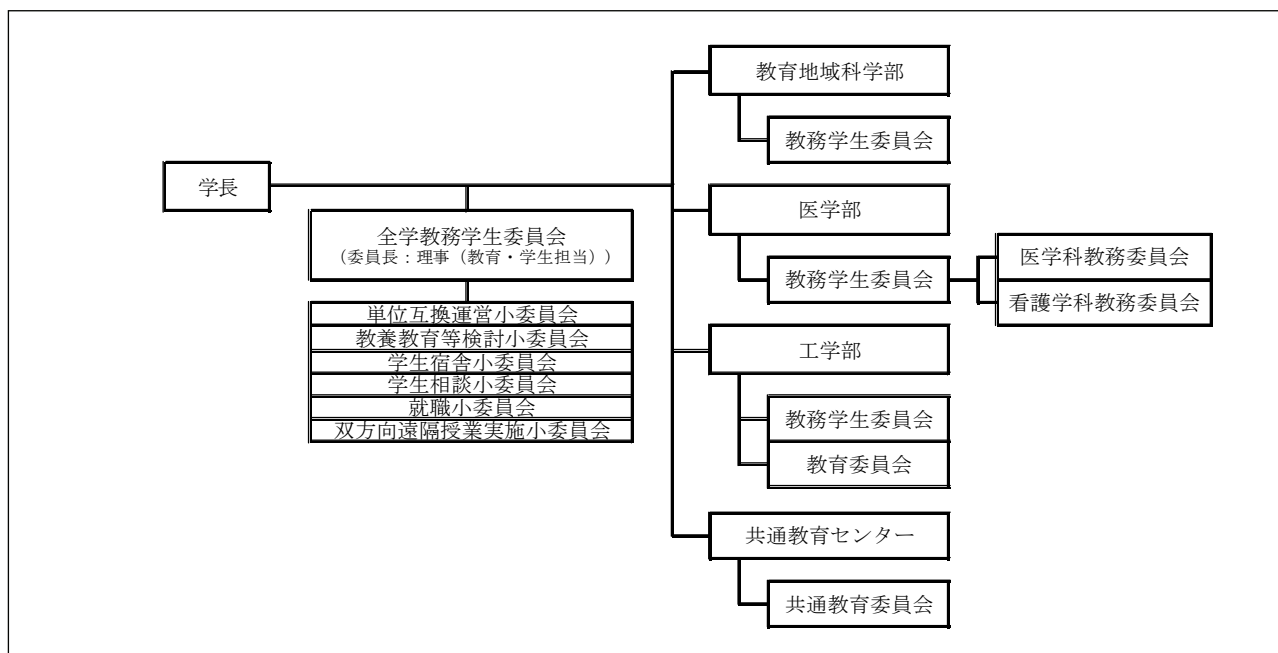 学長
全学教務学生委員会
(委員長：理事（教育・学生担当）)
単位互換運営小委員会
教養教育等検討小委員会
学生宿舎小委員会
学生相談小委員会
就職小委員会
双方向遠隔授業実施小委員会
教育地域科学部
教務学生委員会
医学部
教務学生委員会
医学科教務委員会
看護学科教務委員会
工学部
教務学生委員会
教育委員会
共通教育センター
共通教育委員会